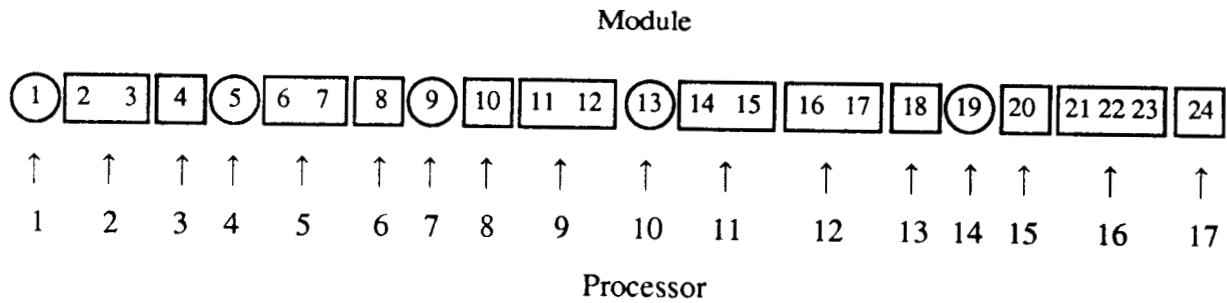 Module
1 2 3 4 5 6 7 8 9 10 11 12 13 14 15 16 17 18 19 20 21 22 23 24
1 2 3 4 5 6 7 8 9 10 11 12 13 14 15 16 17
Processor